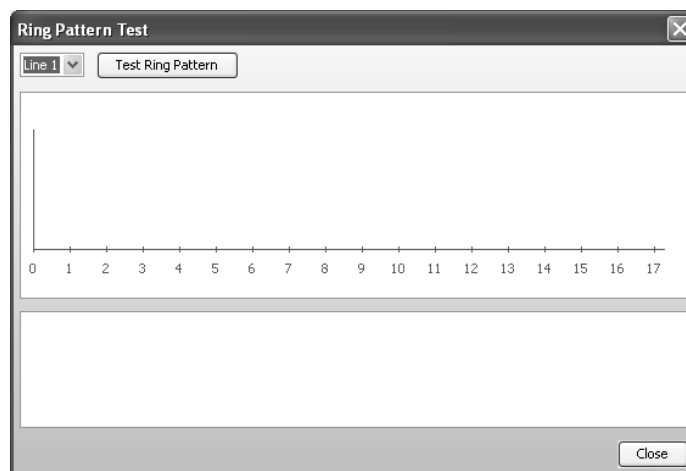 Ring Pattern Test
Line 1 Test Ring Pattern
0 1 2 3 4 5 6 7 8 9 10 11 12 13 14 15 16 17
Close